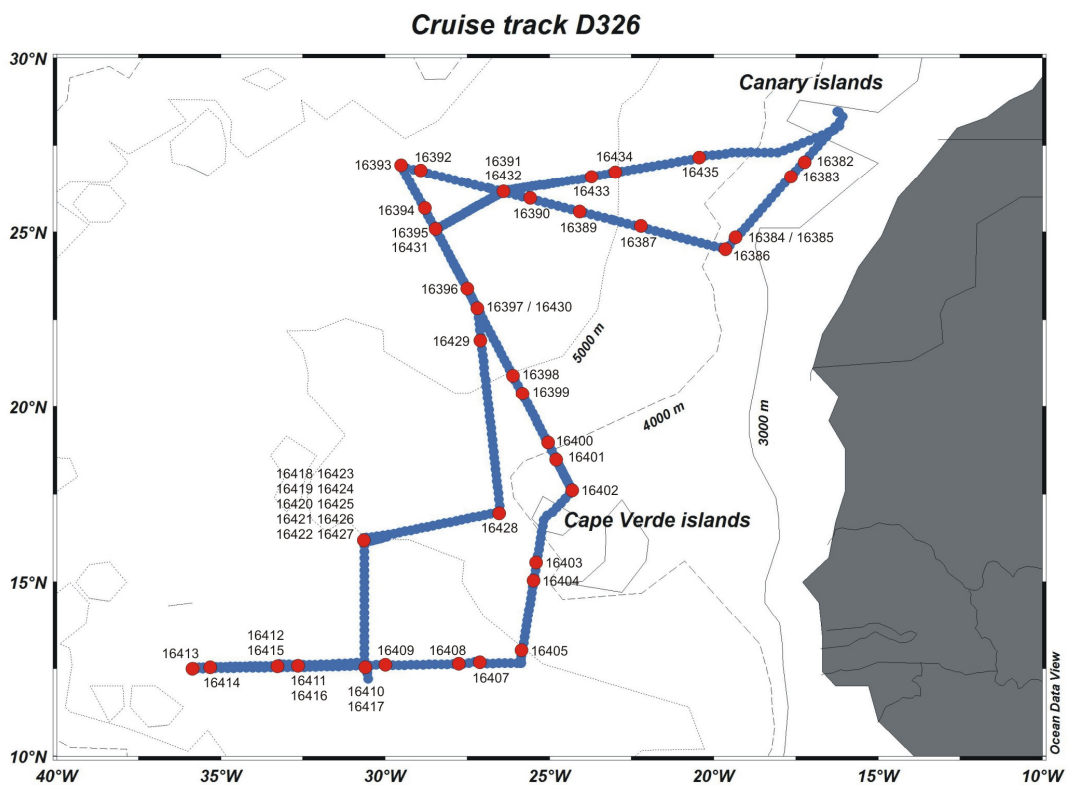 Cruise track D326
30°N
Canary islands
16393
16392
16391
16432
16434
16433
16435
16382
16383
16394
16390
16389
16387
16384 / 16385
16386
25°N
16395
16431
16396
16397 / 16430
16429
5000 m
16398
16399
20°N
4000 m
3000 m
16400
16401
16402
16418 16423
16419 16424
16420 16425
16421 16426
16422 16427
16428
Cape Verde islands
16403
16404
15°N
16413
16414
16412
16415
16411
16416
16409
16410
16417
16408
16407
16405
10°N
40°W
35°W
30°W
25°W
20°W
15°W
10°W
Ocean Data View